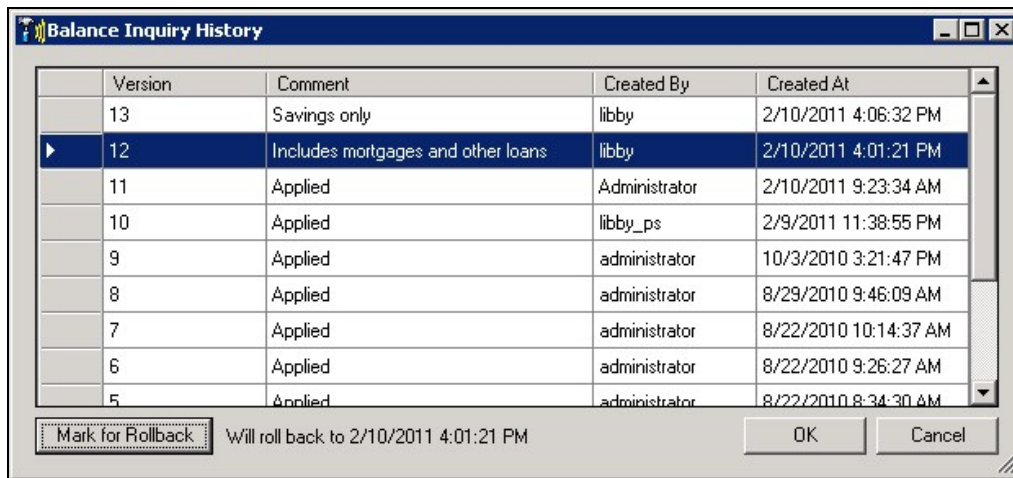 Balance Inquiry History
Version Comment Created By Created At
13 Savings only libby 2/10/2011 4:06:32 PM
12 Includes mortgages and other loans libby 2/10/2011 4:01:21 PM
11 Applied Administrator 2/10/2011 9:23:34 AM
10 Applied libby_ps 2/9/2011 11:38:55 PM
9 Applied administrator 10/3/2010 3:21:47 PM
8 Applied administrator 8/29/2010 9:46:09 AM
7 Applied administrator 8/22/2010 10:14:37 AM
6 Applied administrator 8/22/2010 9:26:27 AM
5 Applied administrator 8/22/2010 8:34:30 AM
Mark for Rollback Will roll back to 2/10/2011 4:01:21 PM OK Cancel